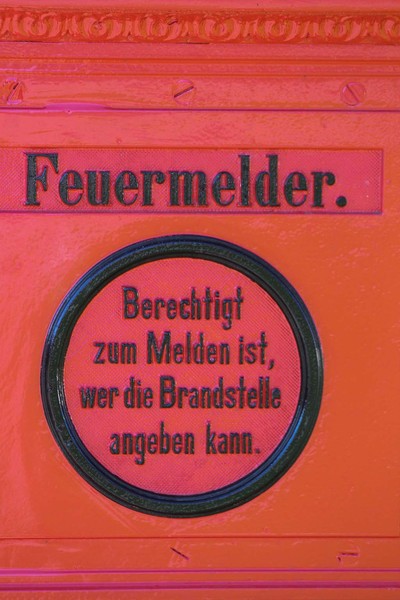 Feuermelder.
Berechtigt
zum Melden ist,
wer die Brandstelle
angeben kann.